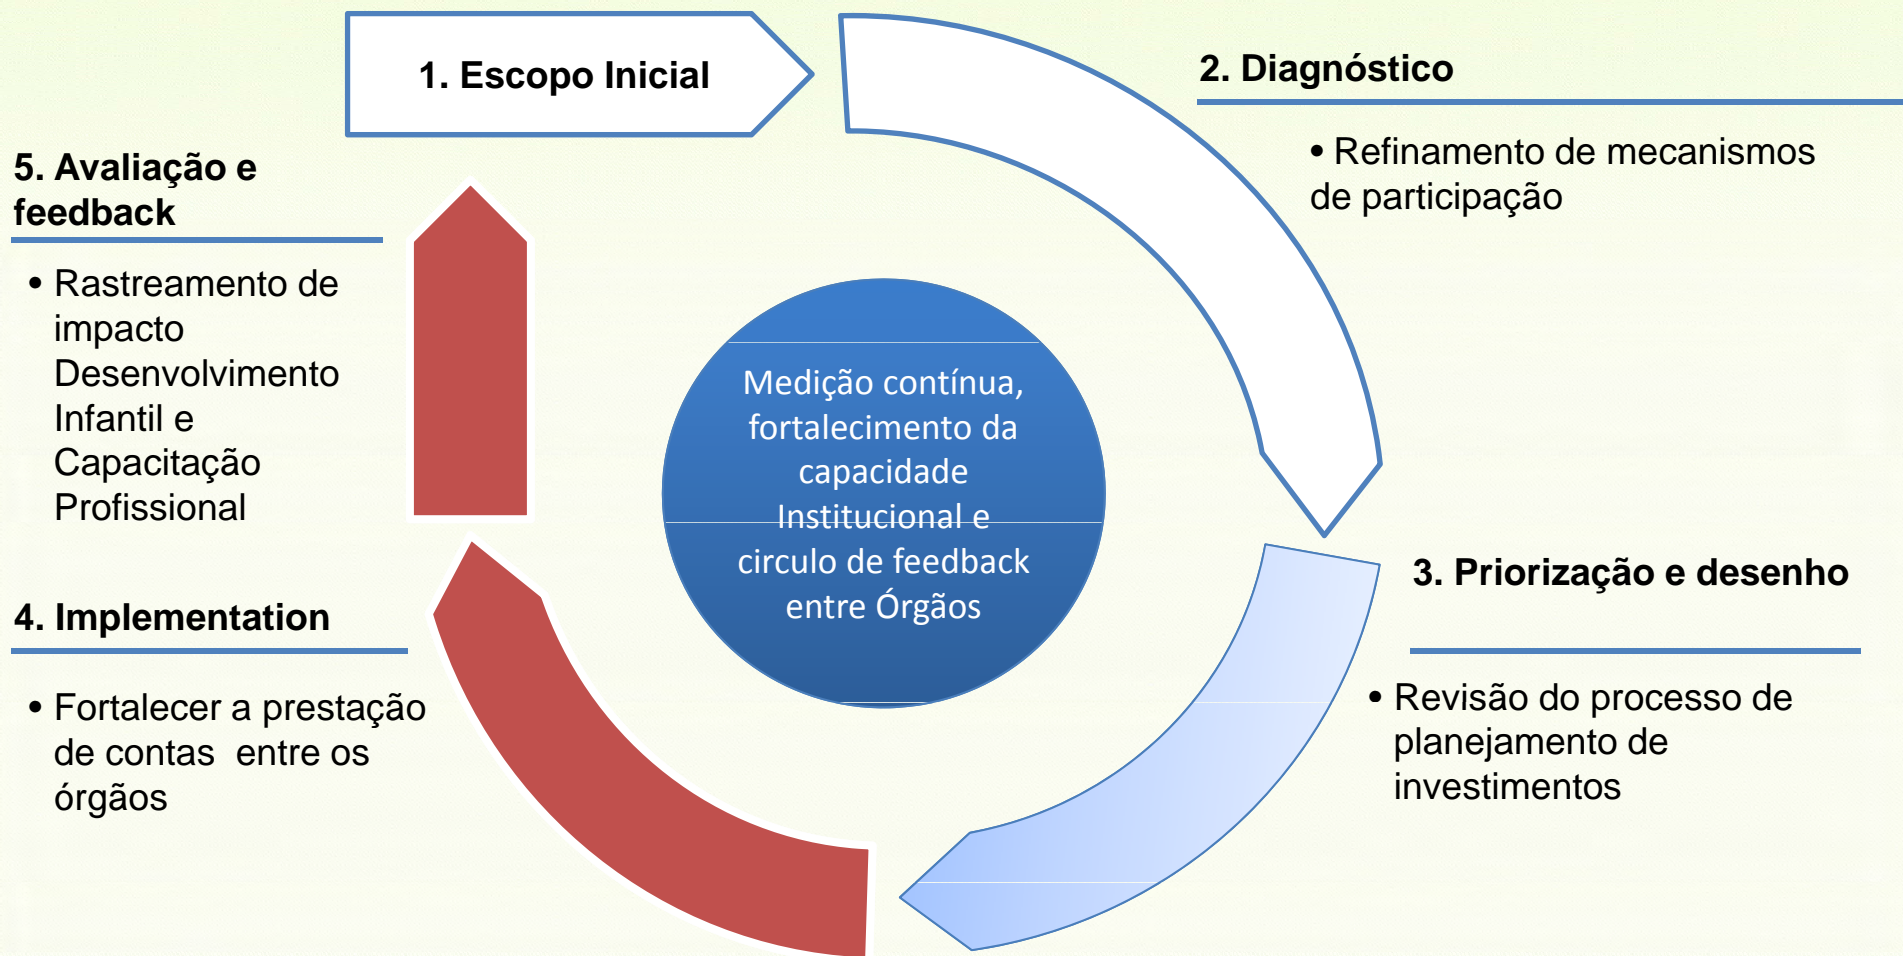 1. Escopo Inicial
2. Diagnóstico
• Refinamento de mecanismos
de participação
3. Priorização e desenho
• Revisão do processo de
planejamento de
investimentos
4. Implementation
• Fortalecer a prestação
de contas  entre os
órgãos
5. Avaliação e
feedback
• Rastreamento de
impacto
Desenvolvimento
Infantil e
Capacitação
Profissional
Medição contínua,
fortalecimento da
capacidade
Institucional e
circulo de feedback
entre Órgãos